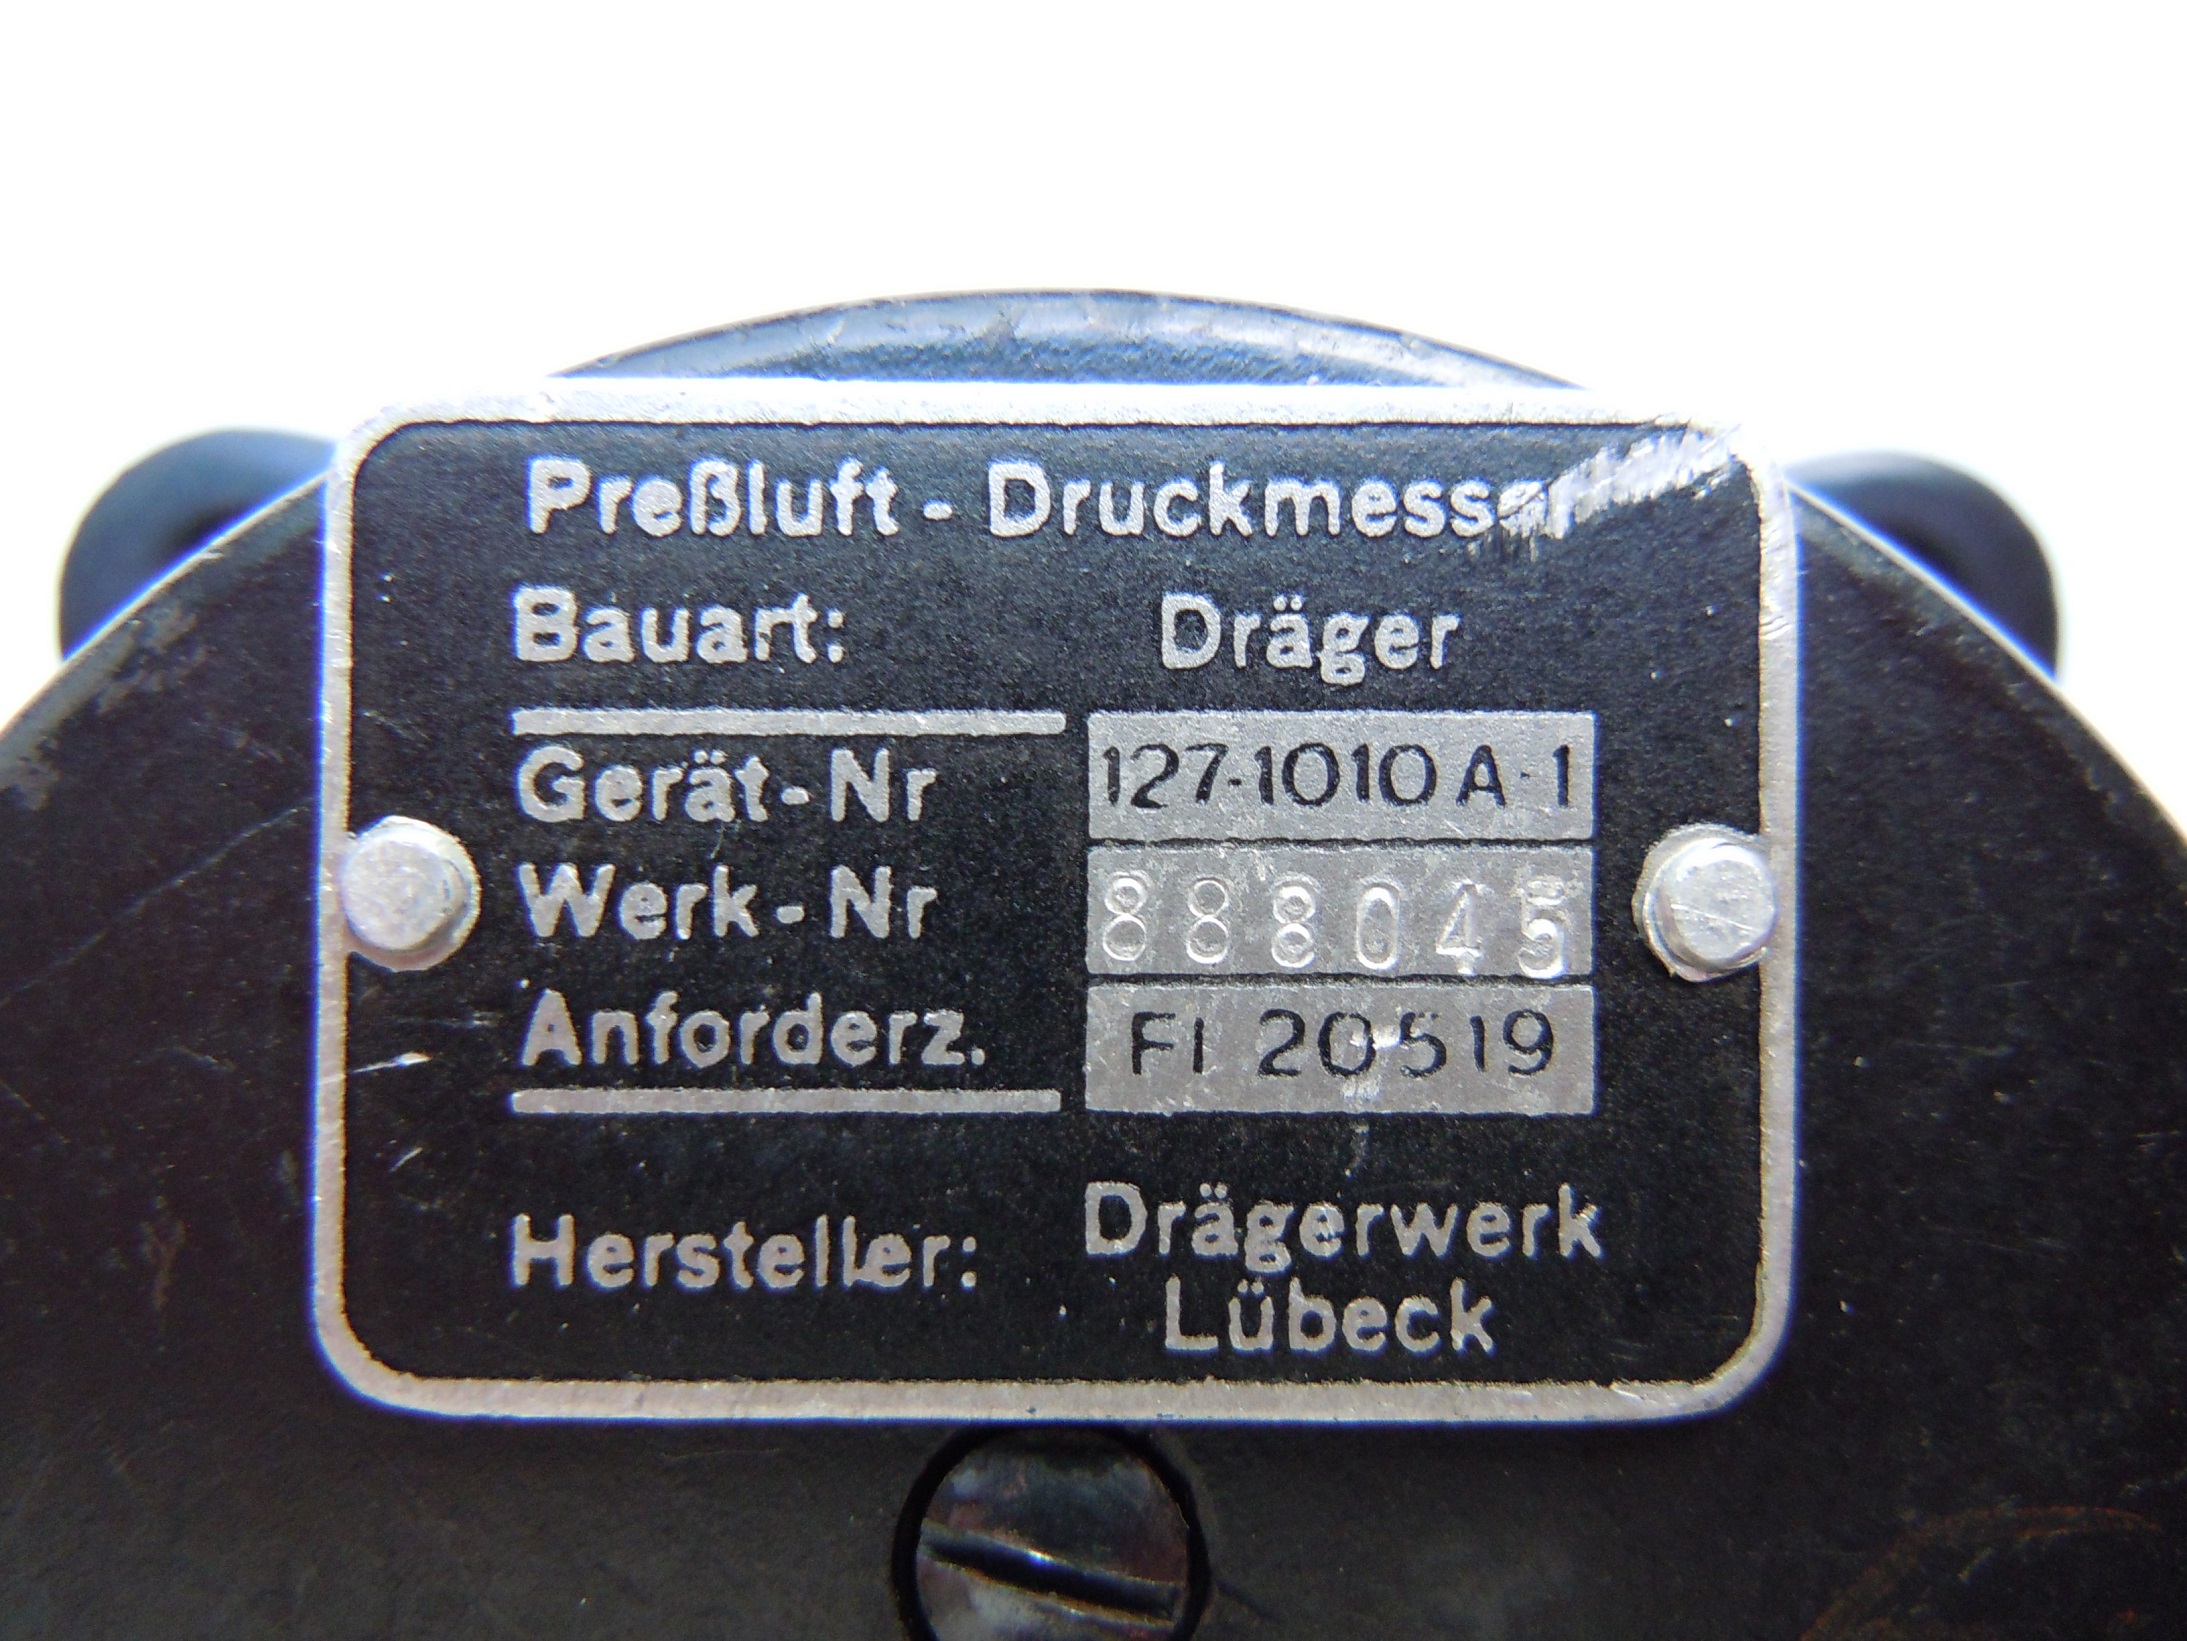 Preßluft - Druckmesser
Bauart: Dräger
Gerät-Nr 127-1010 A-1
Werk-Nr 888045
Anforderz. Fl 20519
Hersteller: Drägerwerk
Lübeck